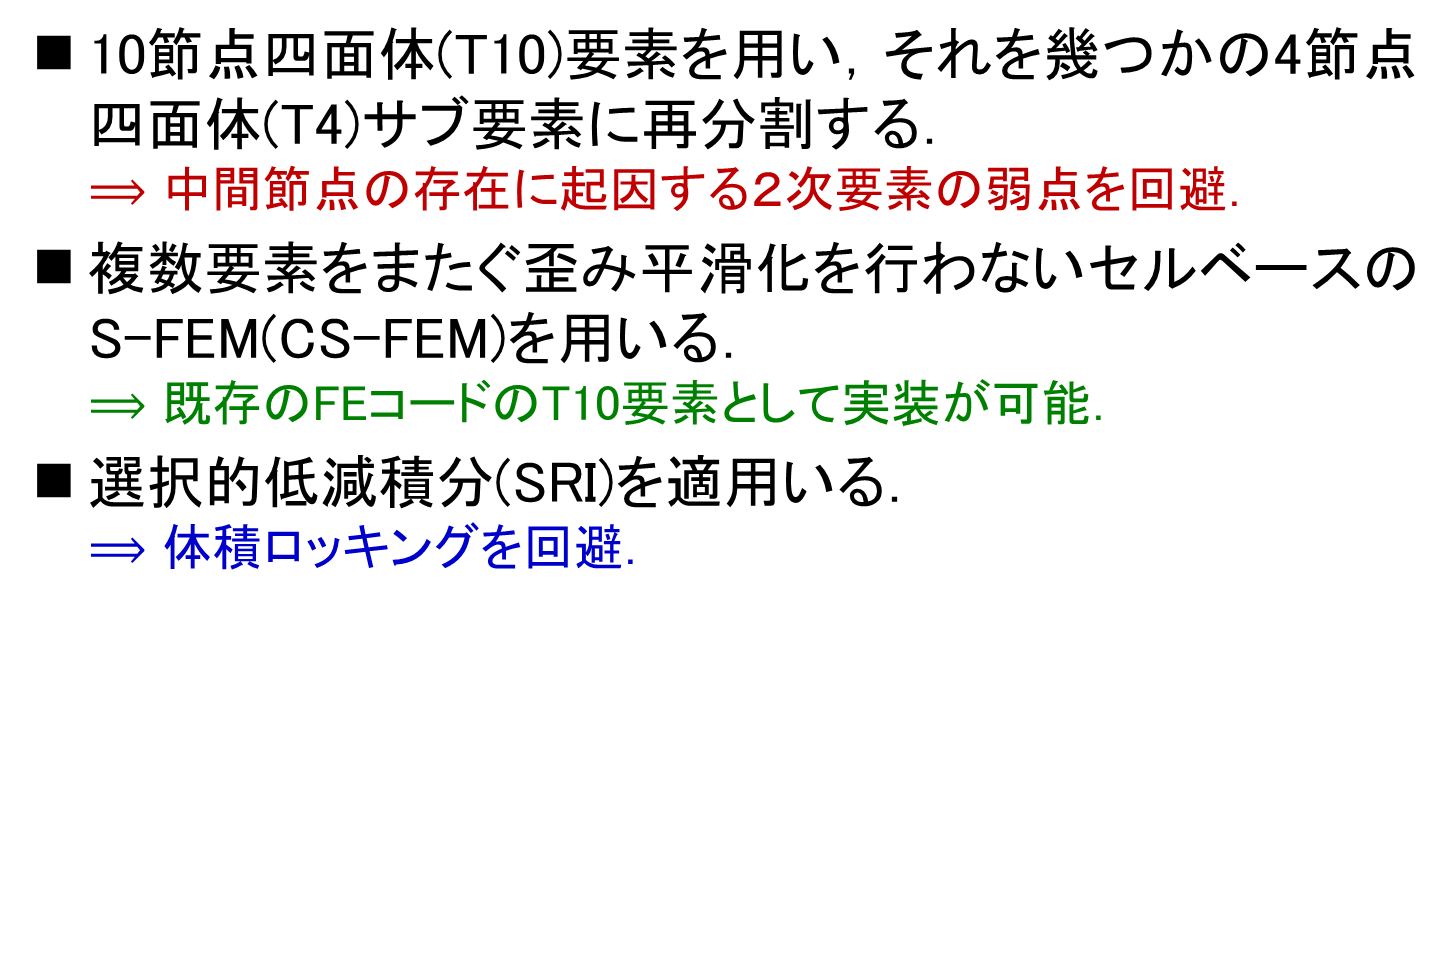 ■ 10節点四面体(T10)要素を用い，それを幾つかの4節点
四面体(T4)サブ要素に再分割する．
⟹ 中間節点の存在に起因する２次要素の弱点を回避．
■ 複数要素をまたぐ歪み平滑化を行わないセルベースの
S-FEM(CS-FEM)を用いる．
⟹ 既存のFEコードのT10要素として実装が可能．
■ 選択的低減積分(SRI)を適用いる．
⟹ 体積ロッキングを回避．